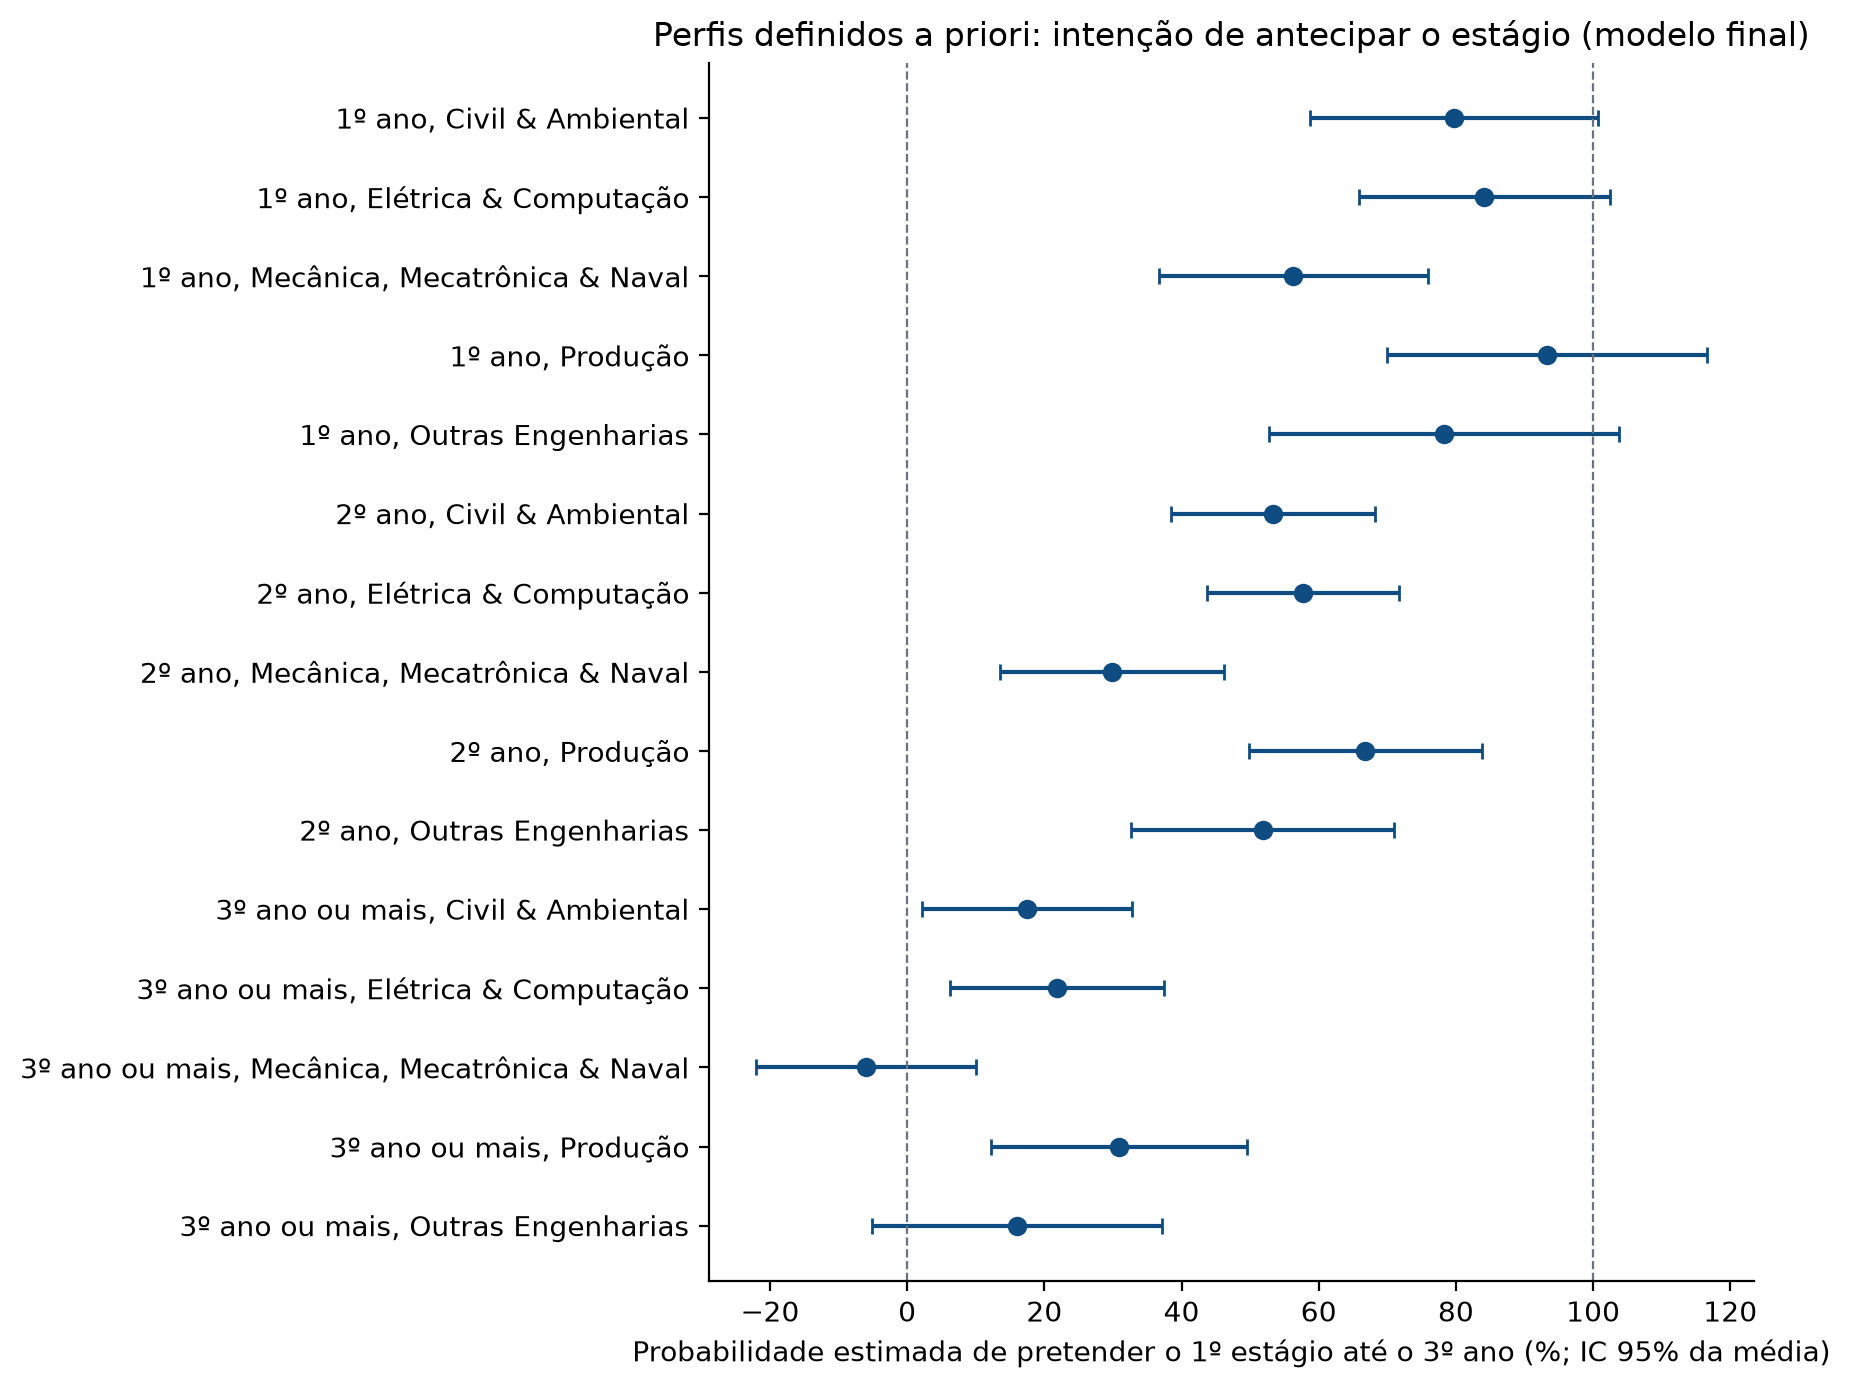 Perfis definidos a priori: intenção de antecipar o estágio (modelo final)
1º ano, Civil & Ambiental
1º ano, Elétrica & Computação
1º ano, Mecânica, Mecatrônica & Naval
1º ano, Produção
1º ano, Outras Engenharias
2º ano, Civil & Ambiental
2º ano, Elétrica & Computação
2º ano, Mecânica, Mecatrônica & Naval
2º ano, Produção
2º ano, Outras Engenharias
3º ano ou mais, Civil & Ambiental
3º ano ou mais, Elétrica & Computação
3º ano ou mais, Mecânica, Mecatrônica & Naval
3º ano ou mais, Produção
3º ano ou mais, Outras Engenharias
−20 0 20 40 60 80 100 120
Probabilidade estimada de pretender o 1º estágio até o 3º ano (%; IC 95% da média)